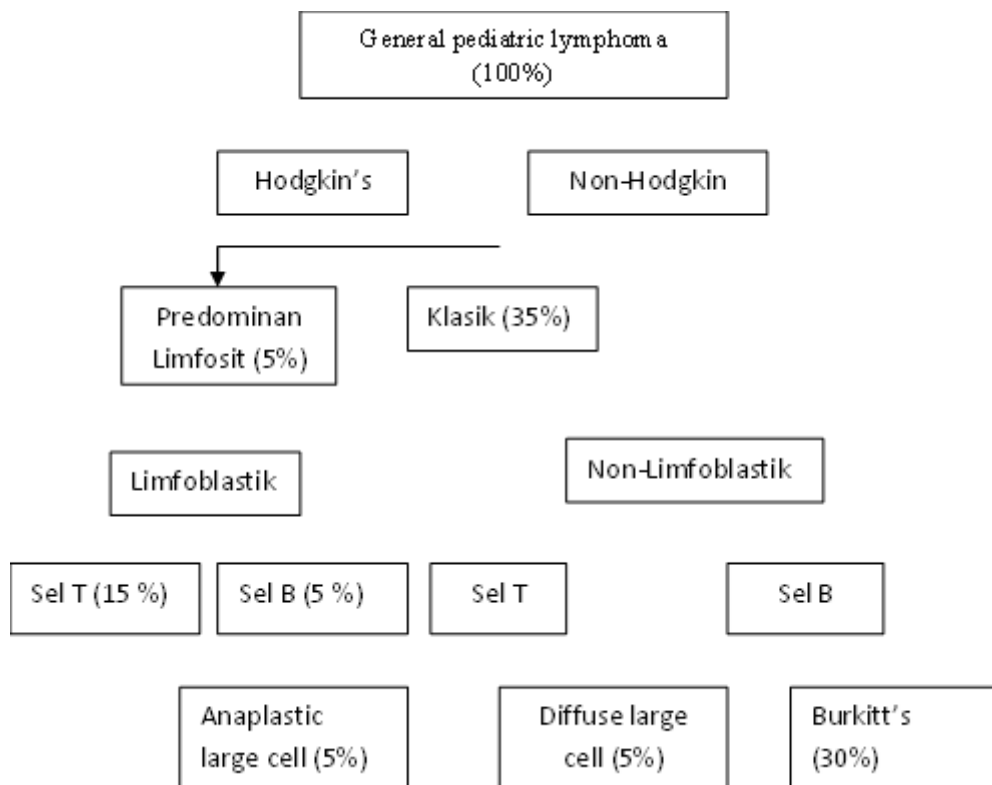 General pediatric lymphoma
(100%)
Hodgkin’s
Non-Hodgkin
Predominan
Limfosit (5%)
Klasik (35%)
Limfoblastik
Non-Limfoblastik
Sel T (15 %)
Sel B (5 %)
Sel T
Sel B
Anaplastic
large cell (5%)
Diffuse large
cell (5%)
Burkitt’s
(30%)